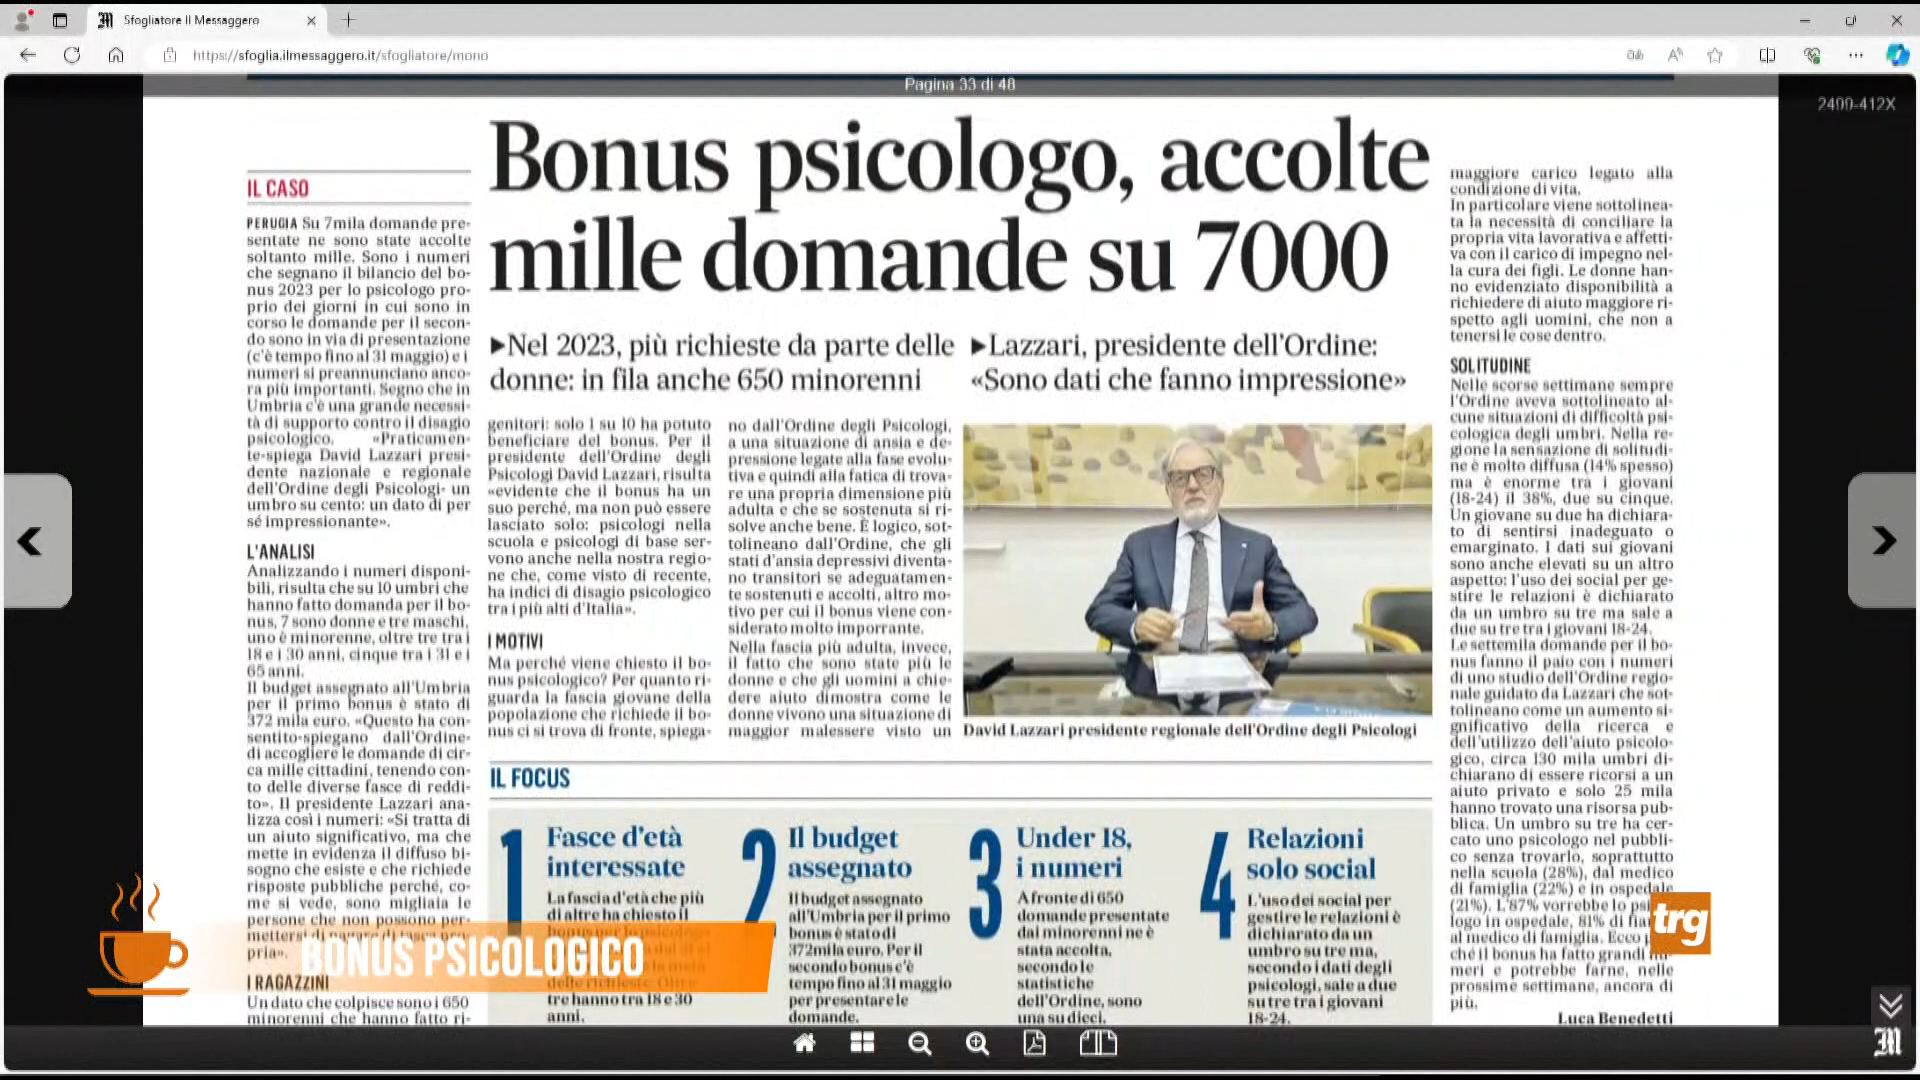 Sfogliatore Il Messaggero
https://sfoglia.ilmessaggero.it/sfogliatore/mono
Pagina 33 di 48
2400-412X
Bonus psicologo, accolte
mille domande su 7000
▶Nel 2023, più richieste da parte delle
donne: in fila anche 650 minorenni
▶Lazzari, presidente dell'Ordine:
«Sono dati che fanno impressione»
IL CASO
PERUGIA Su 7mila domande pre-
sentate ne sono state accolte
soltanto mille. Sono i numeri
che segnano il bilancio del bo-
nus 2023 per lo psicologo pro-
prio dei giorni in cui sono in
corso le domande per il secon-
do sono in via di presentazione
(c'è tempo fino al 31 maggio) e i
numeri si preannunciano anco-
ra più importanti. Segno che in
Umbria c'è una grande necessi-
tà di supporto contro il disagio
psicologico. «Praticamen-
te-spiega David Lazzari presi-
dente nazionale e regionale
dell'Ordine degli Psicologi- un
umbro su cento: un dato di per
sé impressionante».
L'ANALISI
Analizzando i numeri disponi-
bili, risulta che su 10 umbri che
hanno fatto domanda per il bo-
nus, 7 sono donne e tre maschi,
uno è minorenne, oltre tre tra i
18 e i 30 anni, cinque tra i 31 e i
65 anni.
Il budget assegnato all'Umbria
per il primo bonus è stato di
372 mila euro. «Questo ha con-
sentito-spiegano dall'Ordine-
di accogliere le domande di cir-
ca mille cittadini, tenendo con-
to delle diverse fasce di reddi-
to». Il presidente Lazzari ana-
lizza così i numeri: «Si tratta di
un aiuto significativo, ma che
mette in evidenza il diffuso bi-
sogno che esiste e che richiede
risposte pubbliche perché, co-
me si vede, sono migliaia le
persone che non possono per-
mettersi di pagare di tasca pro-
pria».
I RAGAZZINI
Un dato che colpisce sono i 650
minorenni che hanno fatto ri-
genitori: solo 1 su 10 ha potuto
beneficiare del bonus. Per il
presidente dell'Ordine degli
Psicologi David Lazzari, risulta
«evidente che il bonus ha un
suo perché, ma non può essere
lasciato solo: psicologi nella
scuola e psicologi di base ser-
vono anche nella nostra regio-
ne che, come visto di recente,
ha indici di disagio psicologico
tra i più alti d'Italia».
I MOTIVI
Ma perché viene chiesto il bo-
nus psicologico? Per quanto ri-
guarda la fascia giovane della
popolazione che richiede il bo-
nus ci si trova di fronte, spiega-
no dall'Ordine degli Psicologi,
a una situazione di ansia e de-
pressione legate alla fase evolu-
tiva e quindi alla fatica di trova-
re una propria dimensione più
adulta e che se sostenuta si ri-
solve anche bene. È logico, sot-
tolineano dall'Ordine, che gli
stati d'ansia depressivi diventa-
no transitori se adeguatamen-
te sostenuti e accolti, altro mo-
tivo per cui il bonus viene con-
siderato molto imporrante.
Nella fascia più adulta, invece,
il fatto che sono state più le
donne e che gli uomini a chie-
dere aiuto dimostra come le
donne vivono una situazione di
maggior malessere visto un
David Lazzari presidente regionale dell'Ordine degli Psicologi
maggiore carico legato alla
condizione di vita.
In particolare viene sottolinea-
ta la necessità di conciliare la
propria vita lavorativa e affetti-
va con il carico di impegno nel-
la cura dei figli. Le donne han-
no evidenziato disponibilità a
richiedere di aiuto maggiore ri-
spetto agli uomini, che non a
tenersi le cose dentro.
SOLITUDINE
Nelle scorse settimane sempre
l'Ordine aveva sottolineato al-
cune situazioni di difficoltà psi-
cologica degli umbri. Nella re-
gione la sensazione di solitudi-
ne è molto diffusa (14% spesso)
ma è enorme tra i giovani
(18-24) il 38%, due su cinque.
Un giovane su due ha dichiara-
to di sentirsi inadeguato o
emarginato. I dati sui giovani
sono anche elevati su un altro
aspetto: l'uso dei social per ge-
stire le relazioni è dichiarato
da un umbro su tre ma sale a
due su tre tra i giovani 18-24.
Le settemila domande per il bo-
nus fanno il paio con i numeri
di uno studio dell'Ordine regio-
nale guidato da Lazzari che sot-
tolineano come un aumento si-
gnificativo della ricerca e
dell'utilizzo dell'aiuto psicolo-
gico, circa 130 mila umbri di-
chiarano di essere ricorsi a un
aiuto privato e solo 25 mila
hanno trovato una risorsa pub-
blica. Un umbro su tre ha cer-
cato uno psicologo nel pubbli-
co senza trovarlo, soprattutto
nella scuola (28%), dal medico
di famiglia (22%) e in ospedale
(21%). L'87% vorrebbe lo psi
logo in ospedale, 81% di fian
al medico di famiglia. Ecco p
ché il bonus ha fatto grandi nu-
meri e potrebbe farne, nelle
prossime settimane, ancora di
più.
Luca Benedetti
IL FOCUS
1 Fasce d'età
interessate
La fascia d'età che più
di altre ha chiesto il
tre hanno tra 18 e 30
anni.
2 Il budget
assegnato
Il budget assegnato
all'Umbria per il primo
bonus è stato di
372mila euro. Per il
secondo bonus c'è
tempo fino al 31 maggio
per presentare le
domande.
3 Under 18,
i numeri
A fronte di 650
domande presentate
dai minorenni ne è
stata accolta,
secondo le
statistiche
dell'Ordine, sono
una su dieci.
4 Relazioni
solo social
L'uso dei social per
gestire le relazioni è
dichiarato da un
umbro su tre ma,
secondo i dati degli
psicologi, sale a due
su tre tra i giovani
18-24.
BONUS PSICOLOGICO
trg